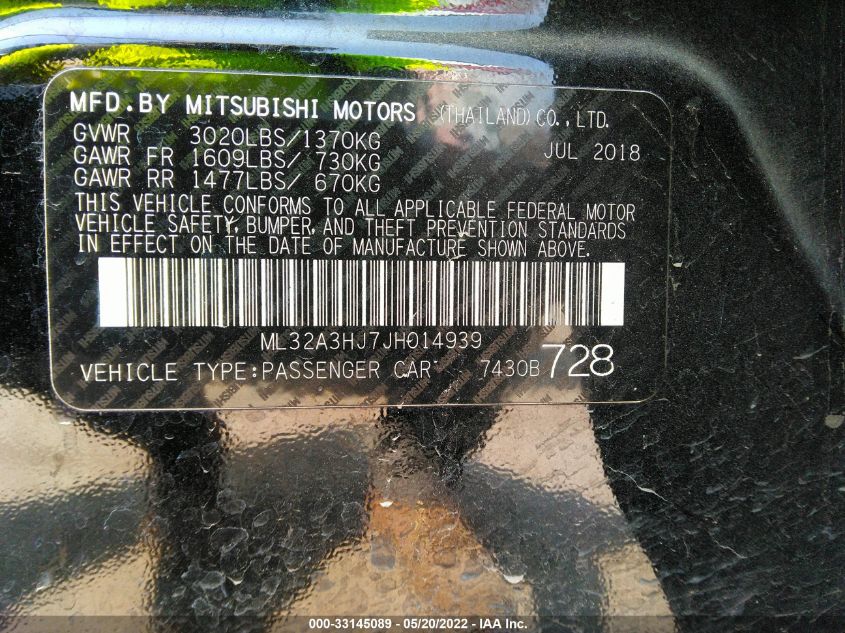 MFD.BY MITSUBISHI MOTORS (THAILAND) CO., LTD.
GVWR 3020LBS/1370KG JUL 2018
GAWR FR 1609LBS/ 730KG
GAWR RR 1477LBS/ 670KG
THIS VEHICLE CONFORMS TO ALL APPLICABLE FEDERAL MOTOR
VEHICLE SAFETY, BUMPER, AND THEFT PREVENTION STANDARDS
IN EFFECT ON THE DATE OF MANUFACTURE SHOWN ABOVE.
ML32A3HJ7JH014939
VEHICLE TYPE:PASSENGER CAR 7430B 728
000-33145089 - 05/20/2022 - IAA Inc.